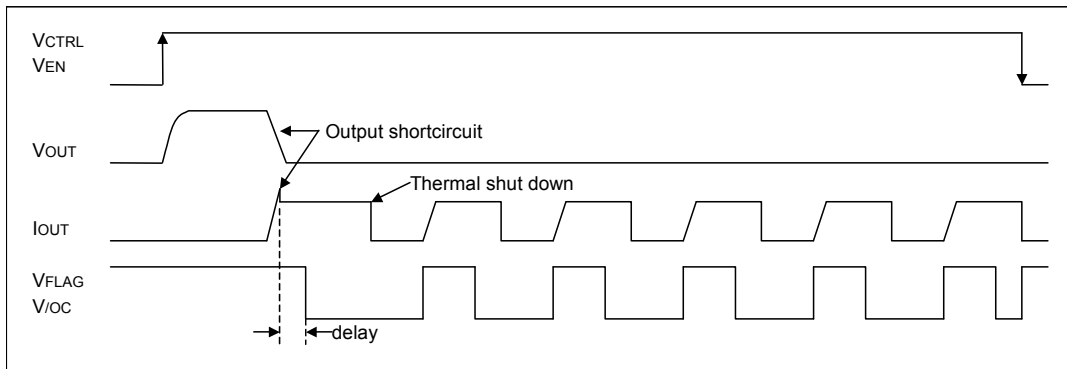 VCTRL
VEN
VOUT
Output shortcircuit
Thermal shut down
IOUT
VFLAG
V/OC
delay